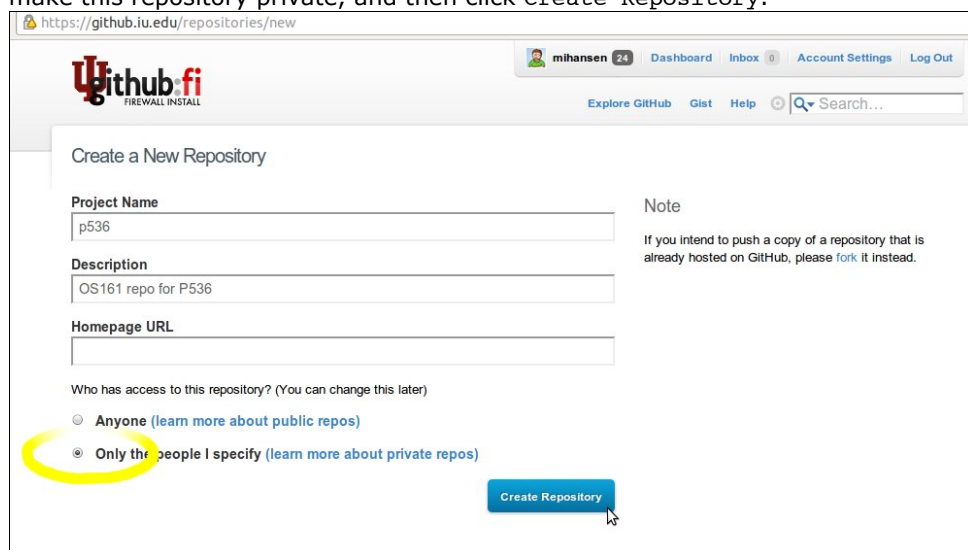 make this repository private, and then click Create Repository.
https://github.iu.edu/repositories/new
github:fi
FIREWALL INSTALL
mihansen 24 Dashboard Inbox 0 Account Settings Log Out
Explore GitHub Gist Help Search...
Create a New Repository
Project Name
p536
Description
OS161 repo for P536
Homepage URL
Who has access to this repository? (You can change this later)
Anyone (learn more about public repos)
Only the people I specify (learn more about private repos)
Create Repository
Note
If you intend to push a copy of a repository that is
already hosted on GitHub, please fork it instead.